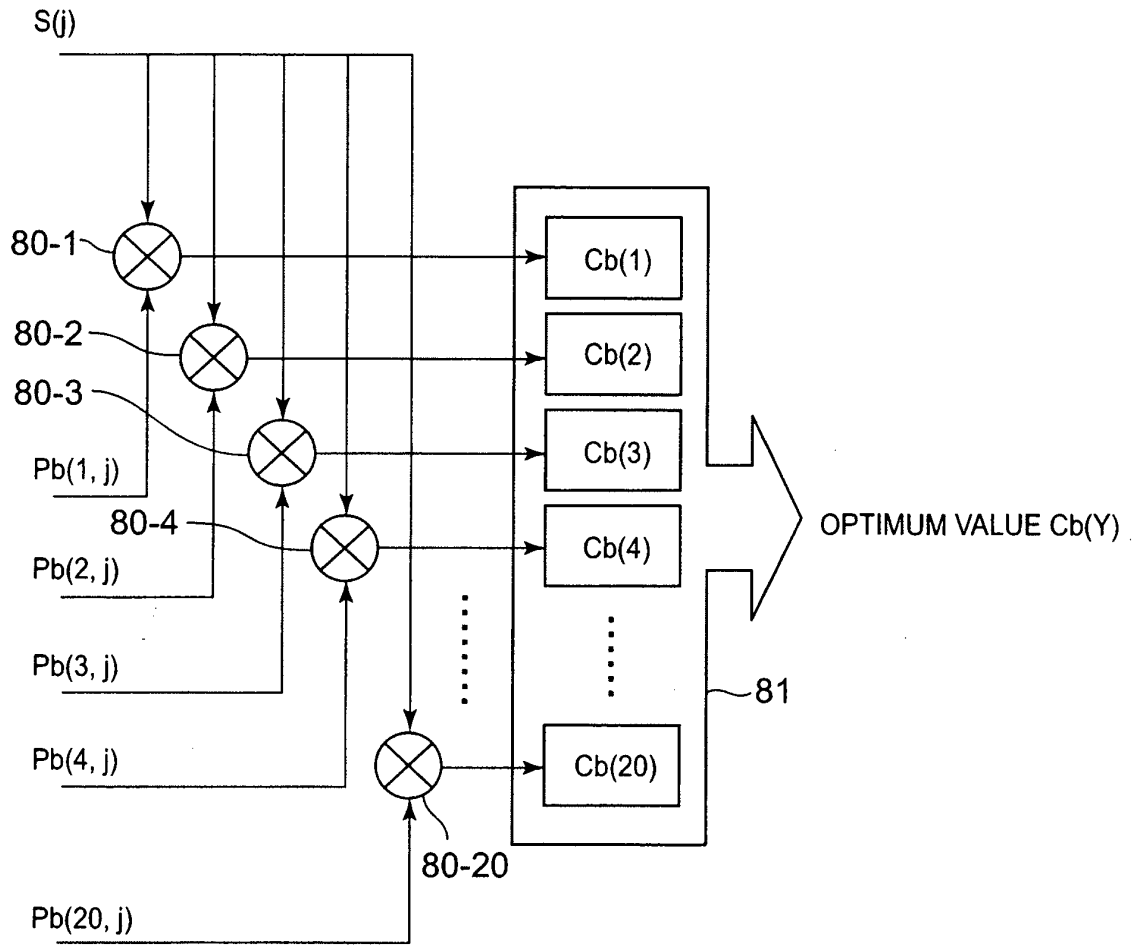 S(j)
80-1
Cb(1)
80-2
Cb(2)
80-3
Cb(3)
Pb(1, j)
80-4
Cb(4)
OPTIMUM VALUE Cb(Y)
Pb(2, j)
Pb(3, j)
81
Pb(4, j)
Cb(20)
80-20
Pb(20, j)